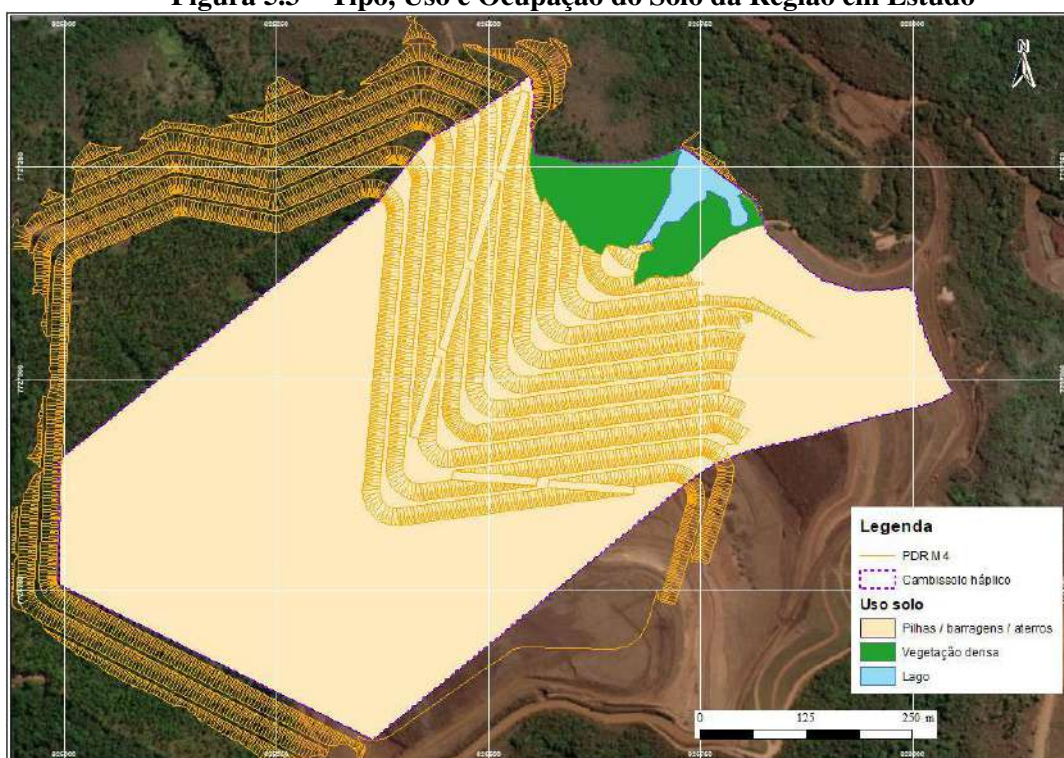 Figura 5.5 – Tipo, Uso e Ocupação do Solo da Região em Estudo
N
Legenda
PDR M 4
Cambissolo háplico
Uso solo
Pilhas / barragens / aterros
Vegetação densa
Lago
0 125 250 m